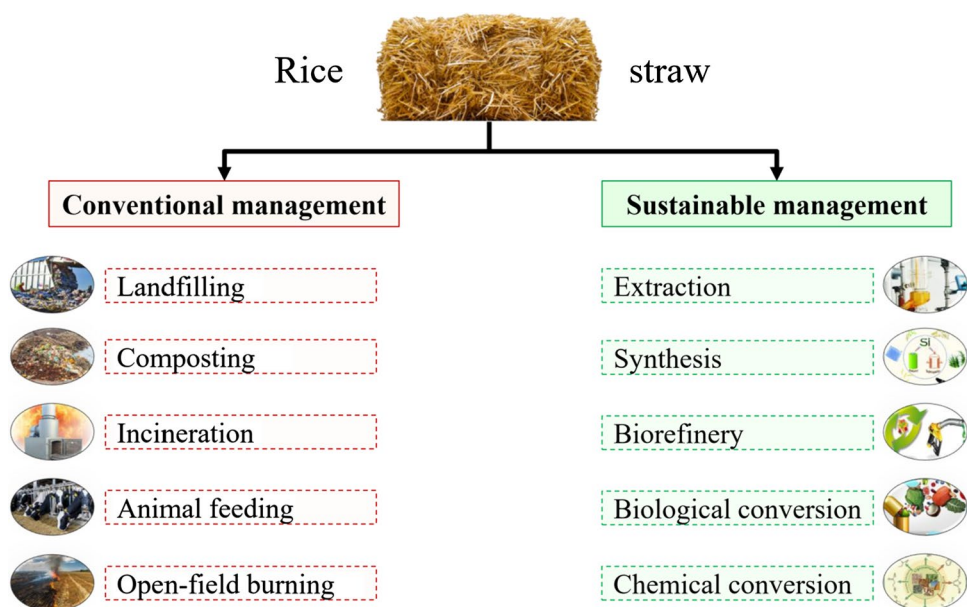 Rice straw
Conventional management
Sustainable management
Landfilling
Extraction
Composting
Synthesis
Si
Incineration
Biorefinery
Animal feeding
Biological conversion
Open-field burning
Chemical conversion